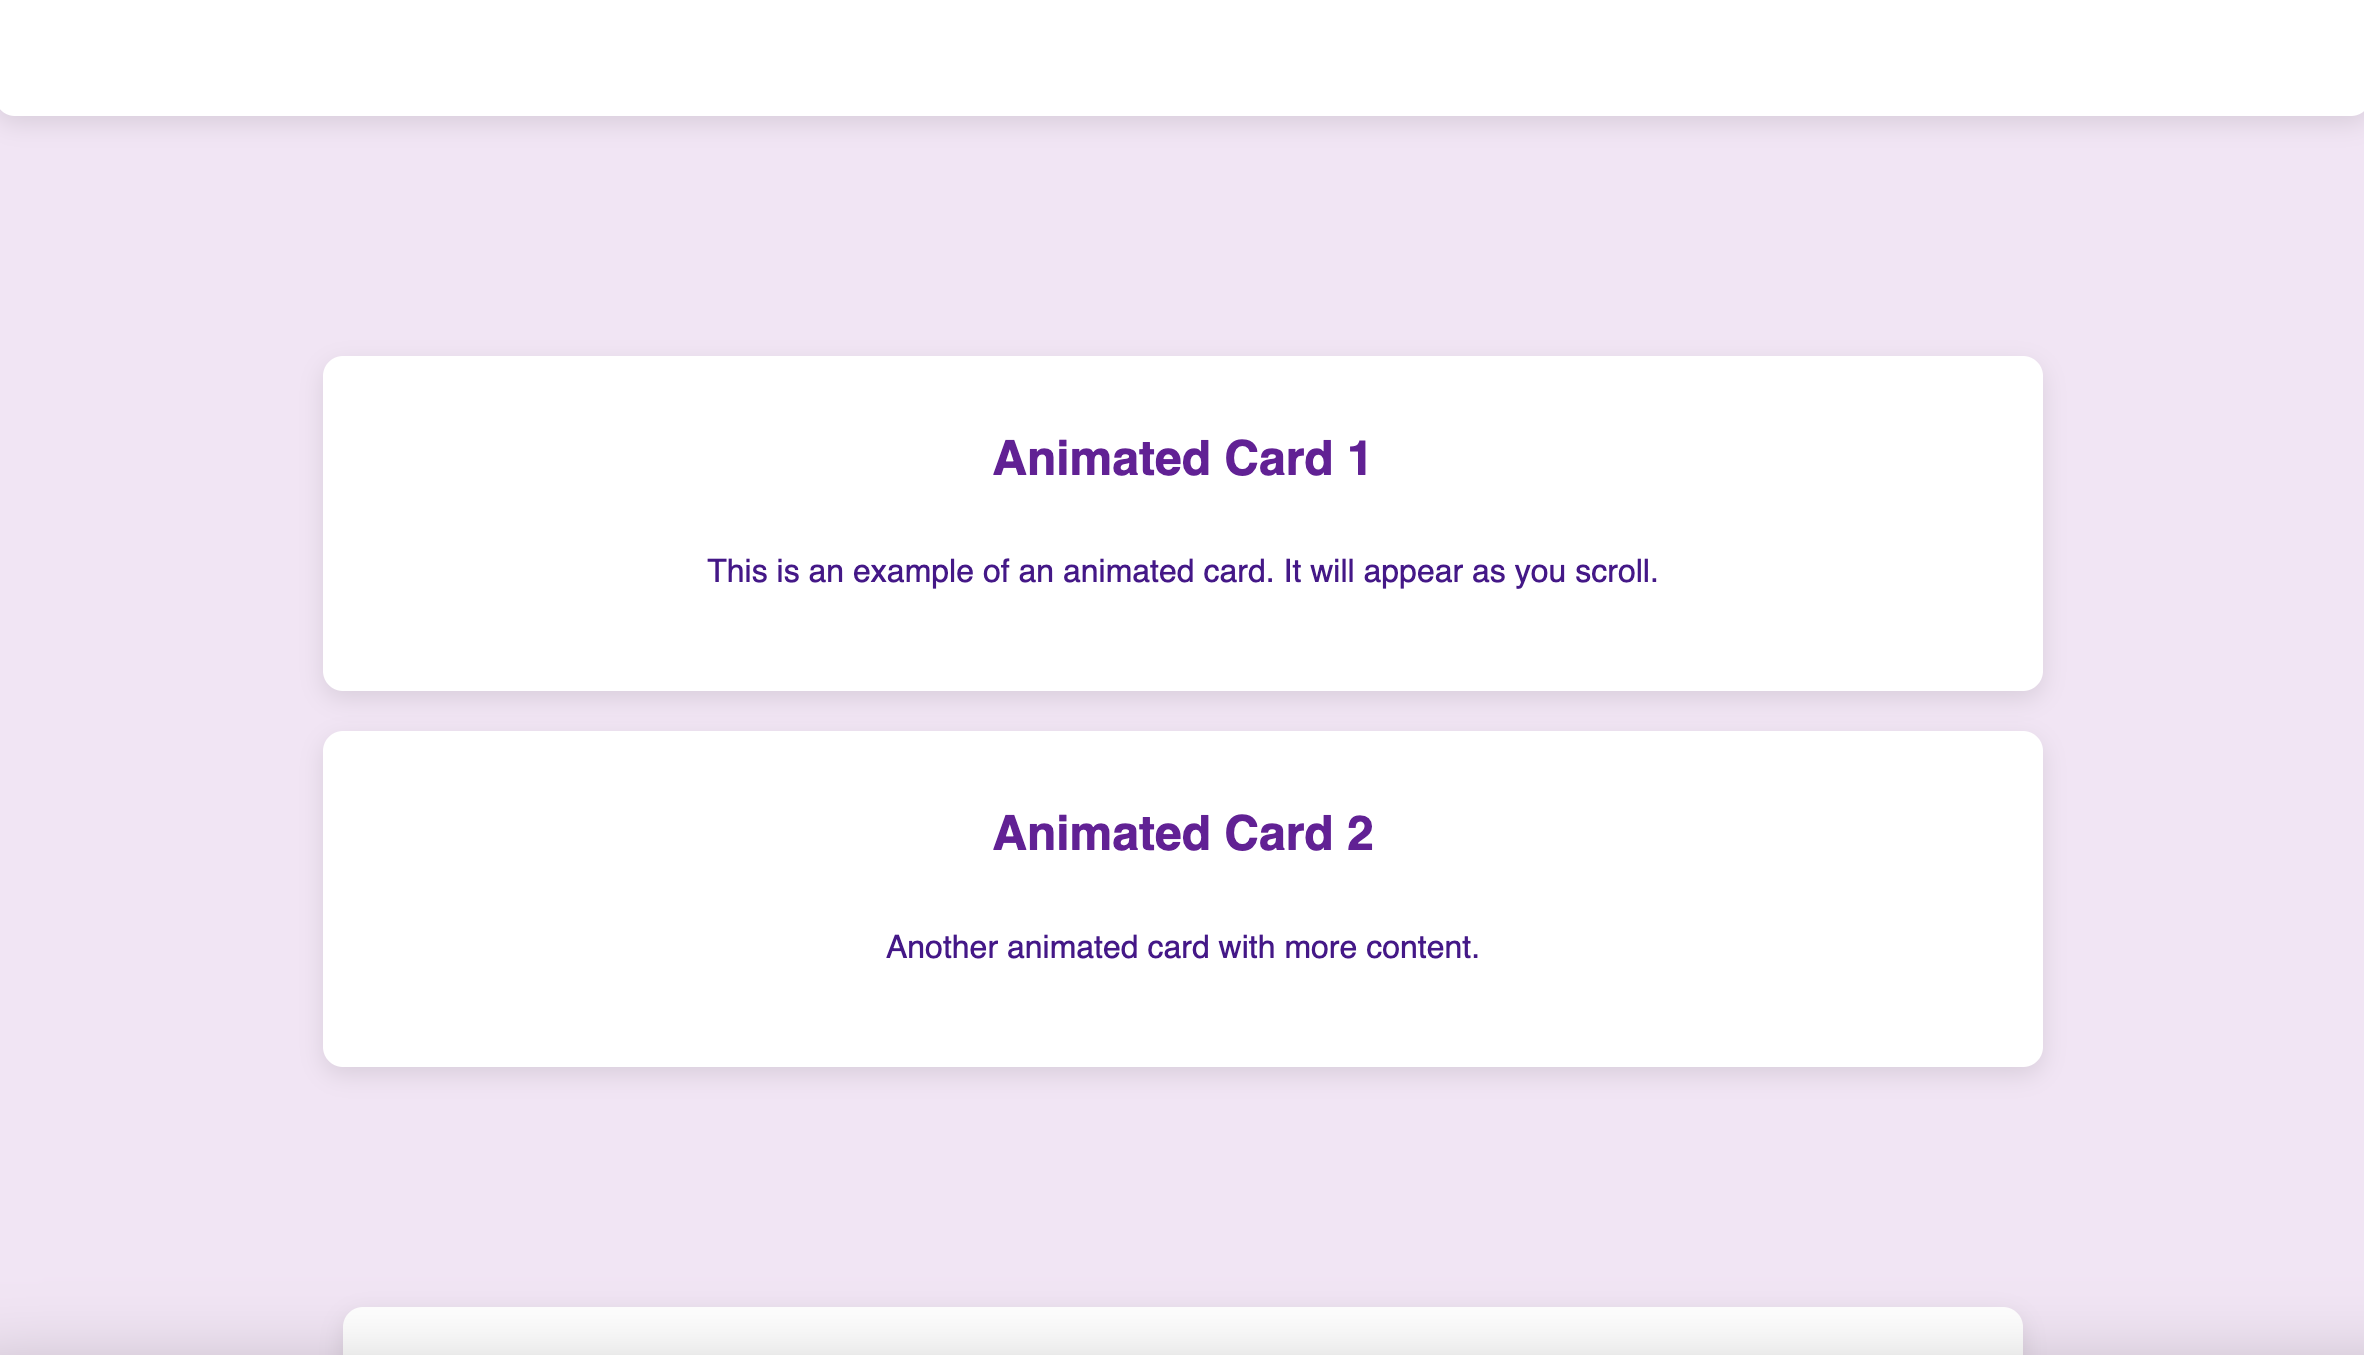 Animated Card 1
This is an example of an animated card. It will appear as you scroll.
Animated Card 2
Another animated card with more content.